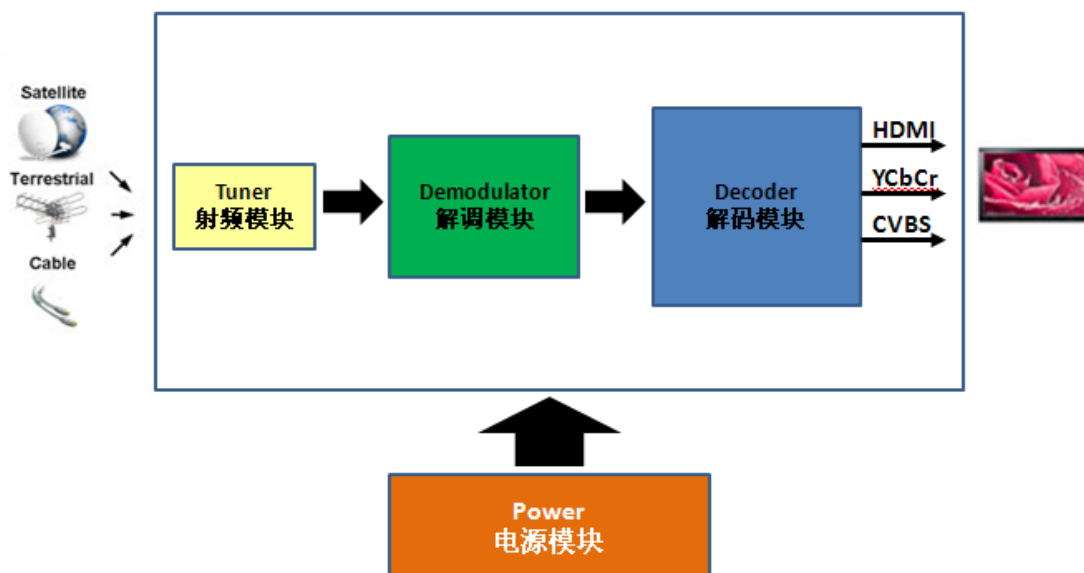 Satellite
Terrestrial
Cable
Tuner
射频模块
Demodulator
解调模块
Decoder
解码模块
HDMI
YCbCr
CVBS
Power
电源模块